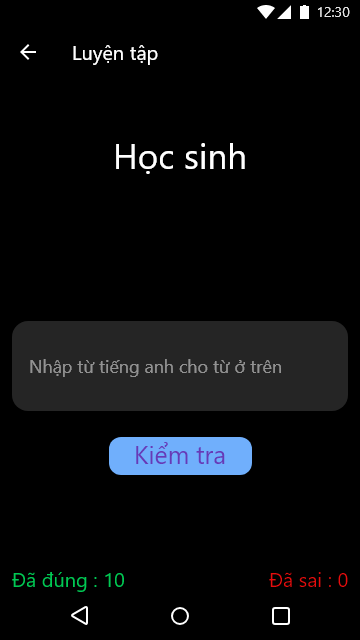 12:30
Luyện tập
Học sinh
Nhập từ tiếng anh cho từ ở trên
Kiểm tra
Đã đúng : 10
Đã sai : 0